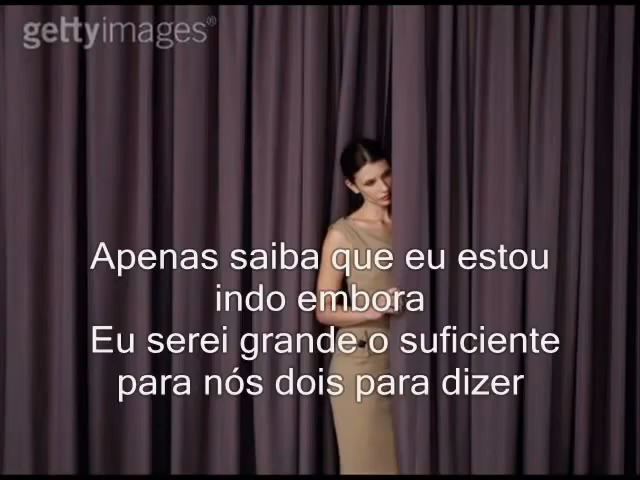 gettyimages®
Apenas saiba que eu estou
indo embora
Eu serei grande o suficiente
para nós dois para dizer